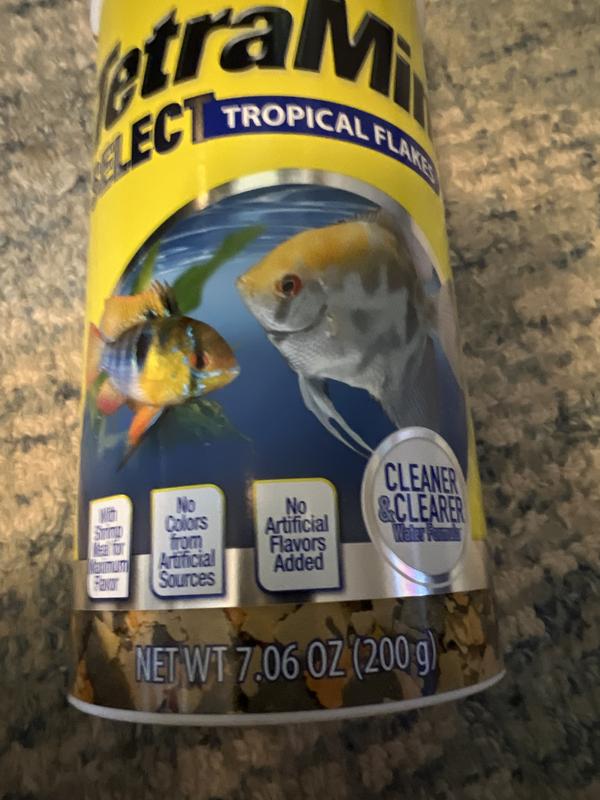 TetraMin
SELECT TROPICAL FLAKES
CLEANER
&CLEARER
Water Formula
With
Shrimp
Meal for
Maximum
Flavor
No
Colors
from
Artificial
Sources
No
Artificial
Flavors
Added
NET WT 7.06 OZ (200 g)